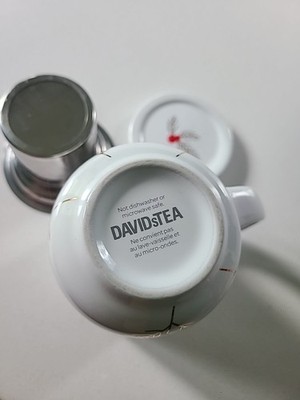 Not dishwasher or
microwave safe.
DAVIDsTEA
Ne convient pas
au lave-vaisselle et
au micro-ondes.